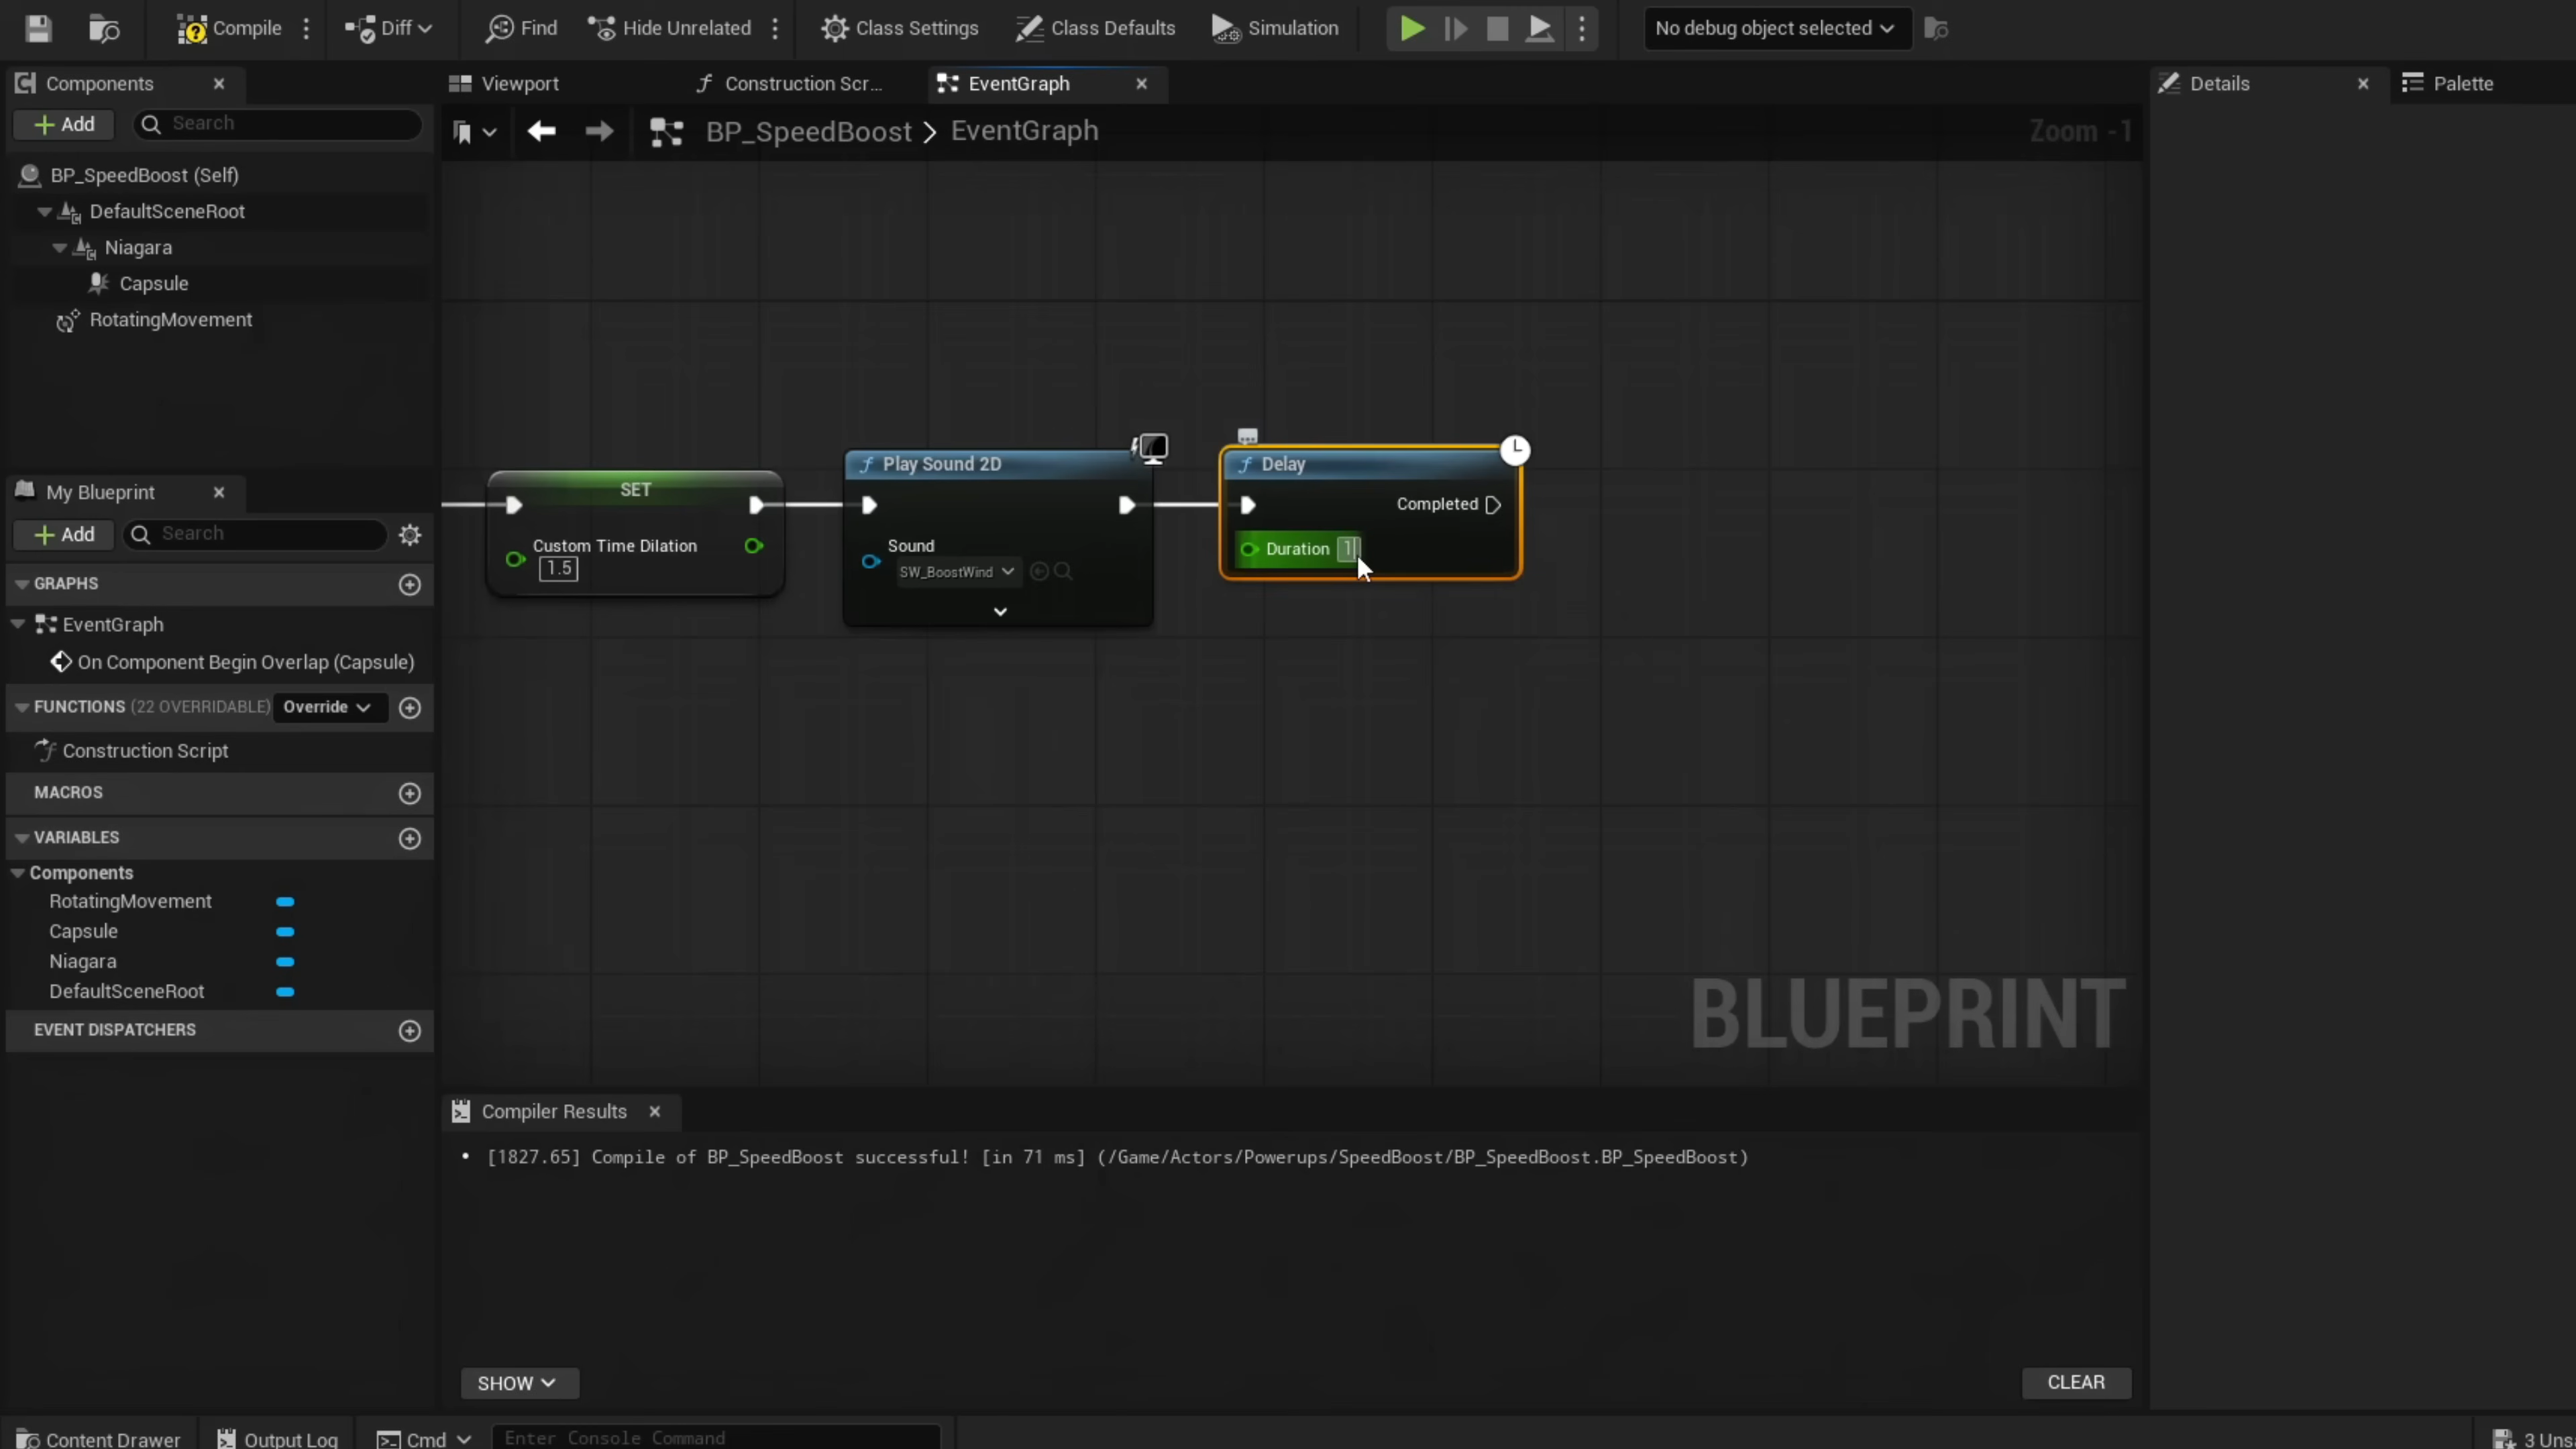 Compile
Diff
Find
Hide Unrelated
Class Settings
Class Defaults
Simulation
No debug object selected
Components
Viewport
Construction Scr...
EventGraph
Details
Palette
Add
Search
BP_SpeedBoost > EventGraph
Zoom -1
BP_SpeedBoost (Self)
DefaultSceneRoot
Niagara
Capsule
RotatingMovement
SET
Custom Time Dilation
1.5
Play Sound 2D
Sound
SW_BoostWind
Delay
Completed
Duration 1
My Blueprint
Add
Search
GRAPHS
EventGraph
On Component Begin Overlap (Capsule)
FUNCTIONS (22 OVERRIDABLE) Override
Construction Script
MACROS
VARIABLES
Components
RotatingMovement
Capsule
Niagara
DefaultSceneRoot
EVENT DISPATCHERS
BLUEPRINT
Compiler Results
• [1827.65] Compile of BP_SpeedBoost successful! [in 71 ms] (/Game/Actors/Powerups/SpeedBoost/BP_SpeedBoost.BP_SpeedBoost)
SHOW
CLEAR
Content Drawer
Output Log
Cmd
Enter Console Command
3 Uns